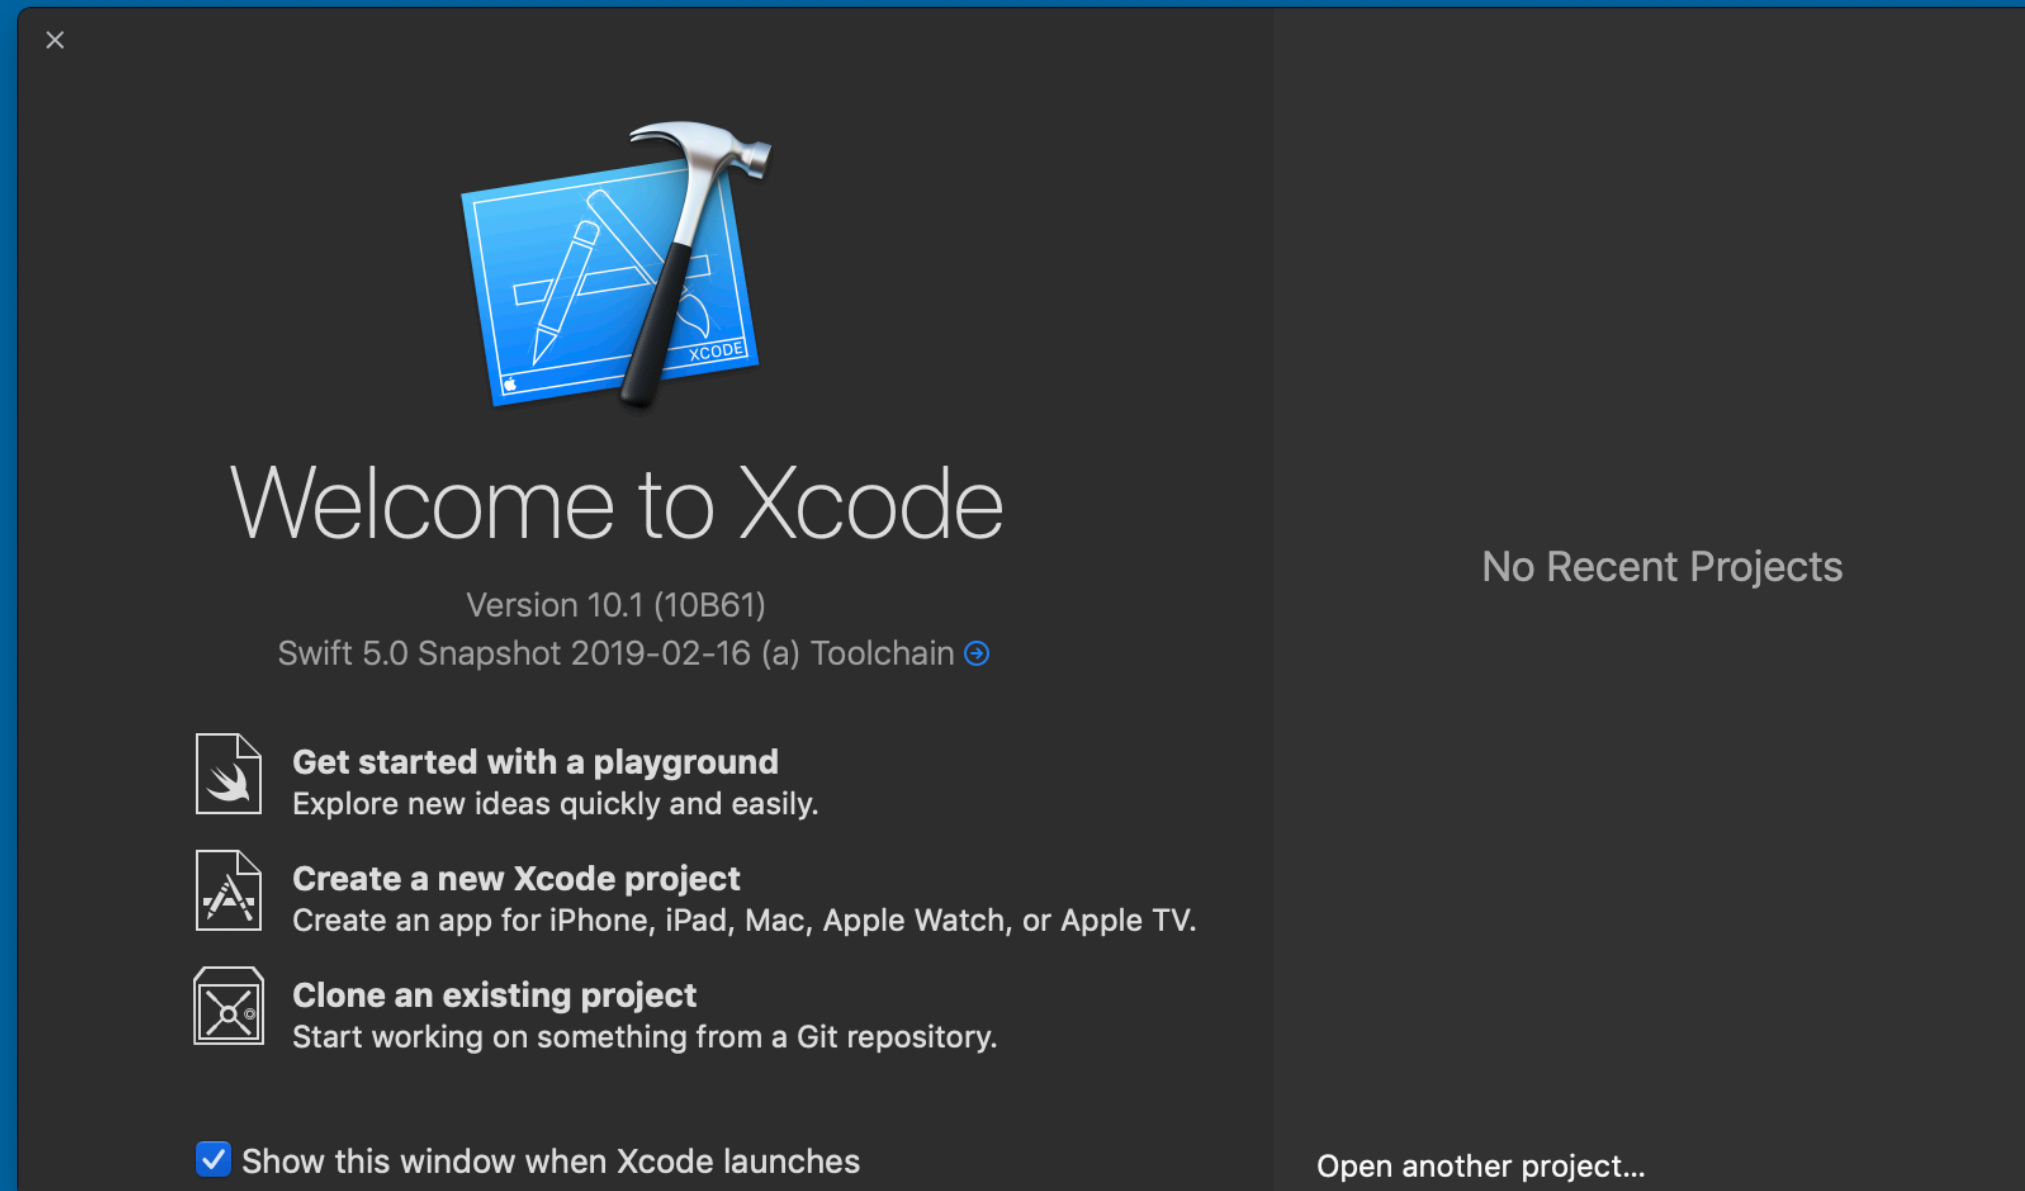 XCODE
Welcome to Xcode
Version 10.1 (10B61)
Swift 5.0 Snapshot 2019-02-16 (a) Toolchain
Get started with a playground
Explore new ideas quickly and easily.
Create a new Xcode project
Create an app for iPhone, iPad, Mac, Apple Watch, or Apple TV.
Clone an existing project
Start working on something from a Git repository.
Show this window when Xcode launches
No Recent Projects
Open another project...